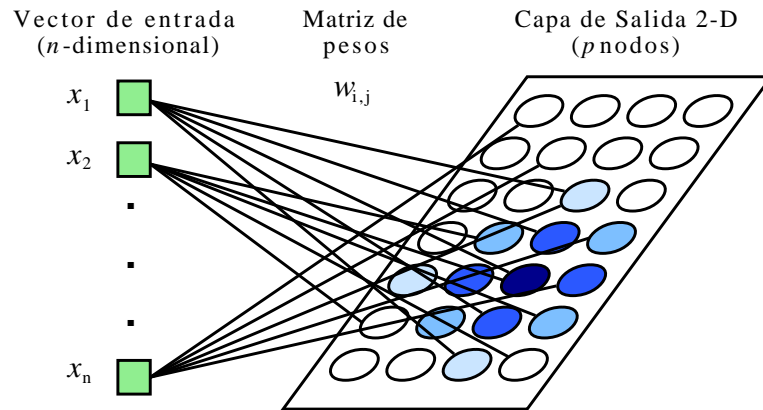 Vector de entrada
(n-dimensional)
Matriz de
pesos
Capa de Salida 2-D
(p nodos)
x1
wi,j
x2
xn